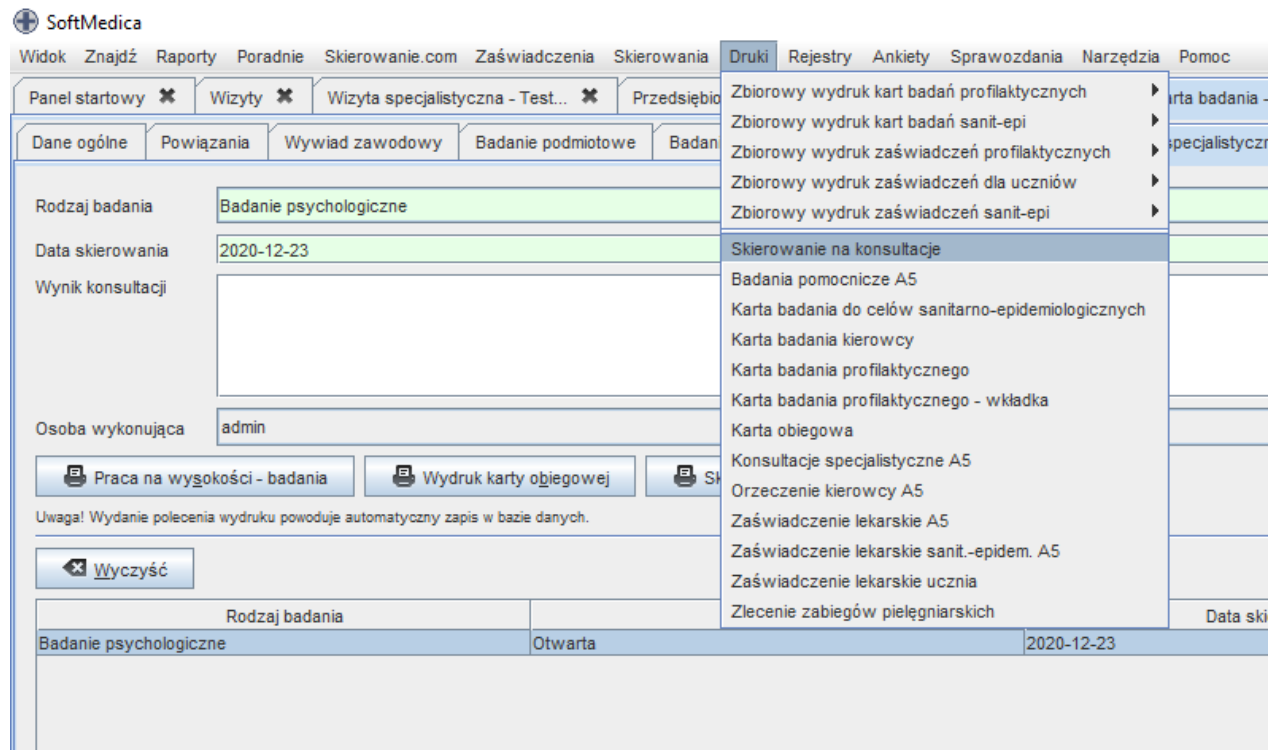 SoftMedica
Widok Znajdź Raporty Poradnie Skierowanie.com Zaświadczenia Skierowania Druki Rejestry Ankiety Sprawozdania Narzędzia Pomoc
Panel startowy Wizyty Wizyta specjalistyczna - Test... badania -
Dane ogólne Powiązania Wywiad zawodowy Badanie podmiotowe
Zbiorowy wydruk kart badań profilaktycznych
Zbiorowy wydruk kart badań sanit-epi
Zbiorowy wydruk zaświadczeń profilaktycznych
Zbiorowy wydruk zaświadczeń dla uczniów
Zbiorowy wydruk zaświadczeń sanit-epi
Skierowanie na konsultacje
Badania pomocnicze A5
Karta badania do celów sanitarno-epidemiologicznych
Karta badania kierowcy
Karta badania profilaktycznego
Karta badania profilaktycznego - wkładka
Karta obiegowa
Konsultacje specjalistyczne A5
Orzeczenie kierowcy A5
Zaświadczenie lekarskie A5
Zaświadczenie lekarskie sanit.-epidem. A5
Zaświadczenie lekarskie ucznia
Zlecenie zabiegów pielęgniarskich
Rodzaj badania Badanie psychologiczne
Data skierowania 2020-12-23
Wynik konsultacji
Osoba wykonująca admin
Praca na wysokości - badania Wydruk karty obiegowej
Uwaga! Wydanie polecenia wydruku powoduje automatyczny zapis w bazie danych.
Wyczyść
Rodzaj badania Data
Badanie psychologiczne Otwarta 2020-12-23